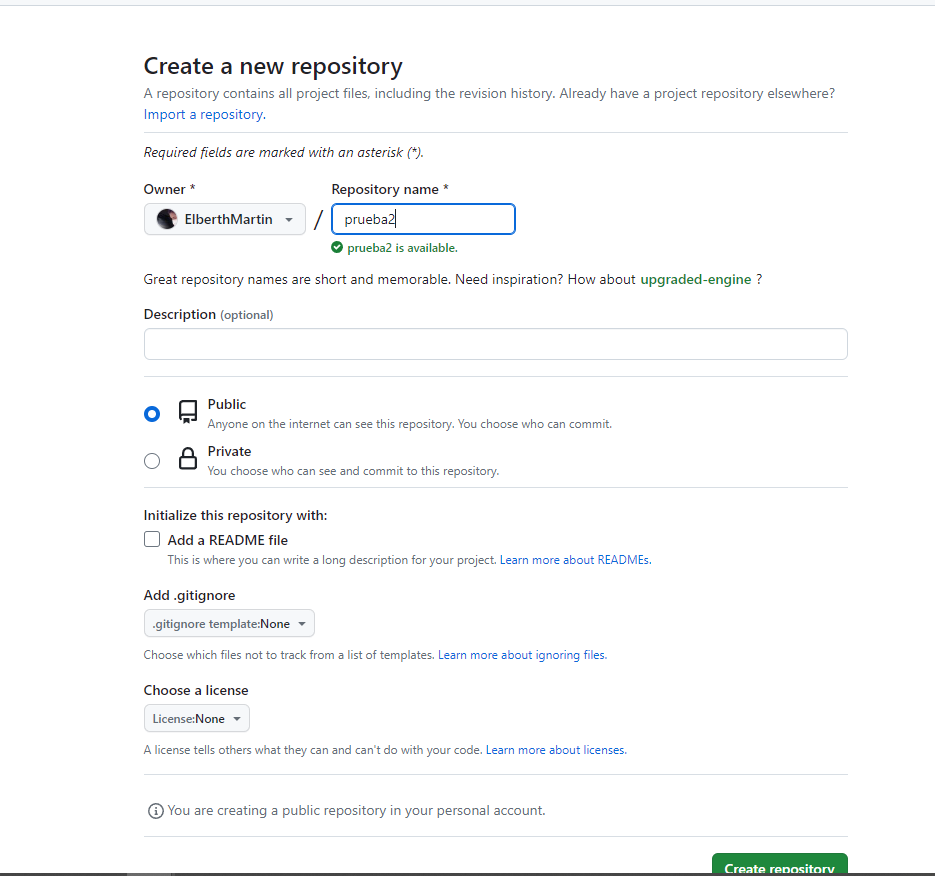 Create a new repository
A repository contains all project files, including the revision history. Already have a project repository elsewhere?
Import a repository.
Required fields are marked with an asterisk (*).
Owner * Repository name *
ElberthMartin / prueba2
prueba2 is available.
Great repository names are short and memorable. Need inspiration? How about upgraded-engine ?
Description (optional)
Public
Anyone on the internet can see this repository. You choose who can commit.
Private
You choose who can see and commit to this repository.
Initialize this repository with:
Add a README file
This is where you can write a long description for your project. Learn more about READMEs.
Add .gitignore
.gitignore template:None
Choose which files not to track from a list of templates. Learn more about ignoring files.
Choose a license
License:None
A license tells others what they can and can't do with your code. Learn more about licenses.
You are creating a public repository in your personal account.
Create repository